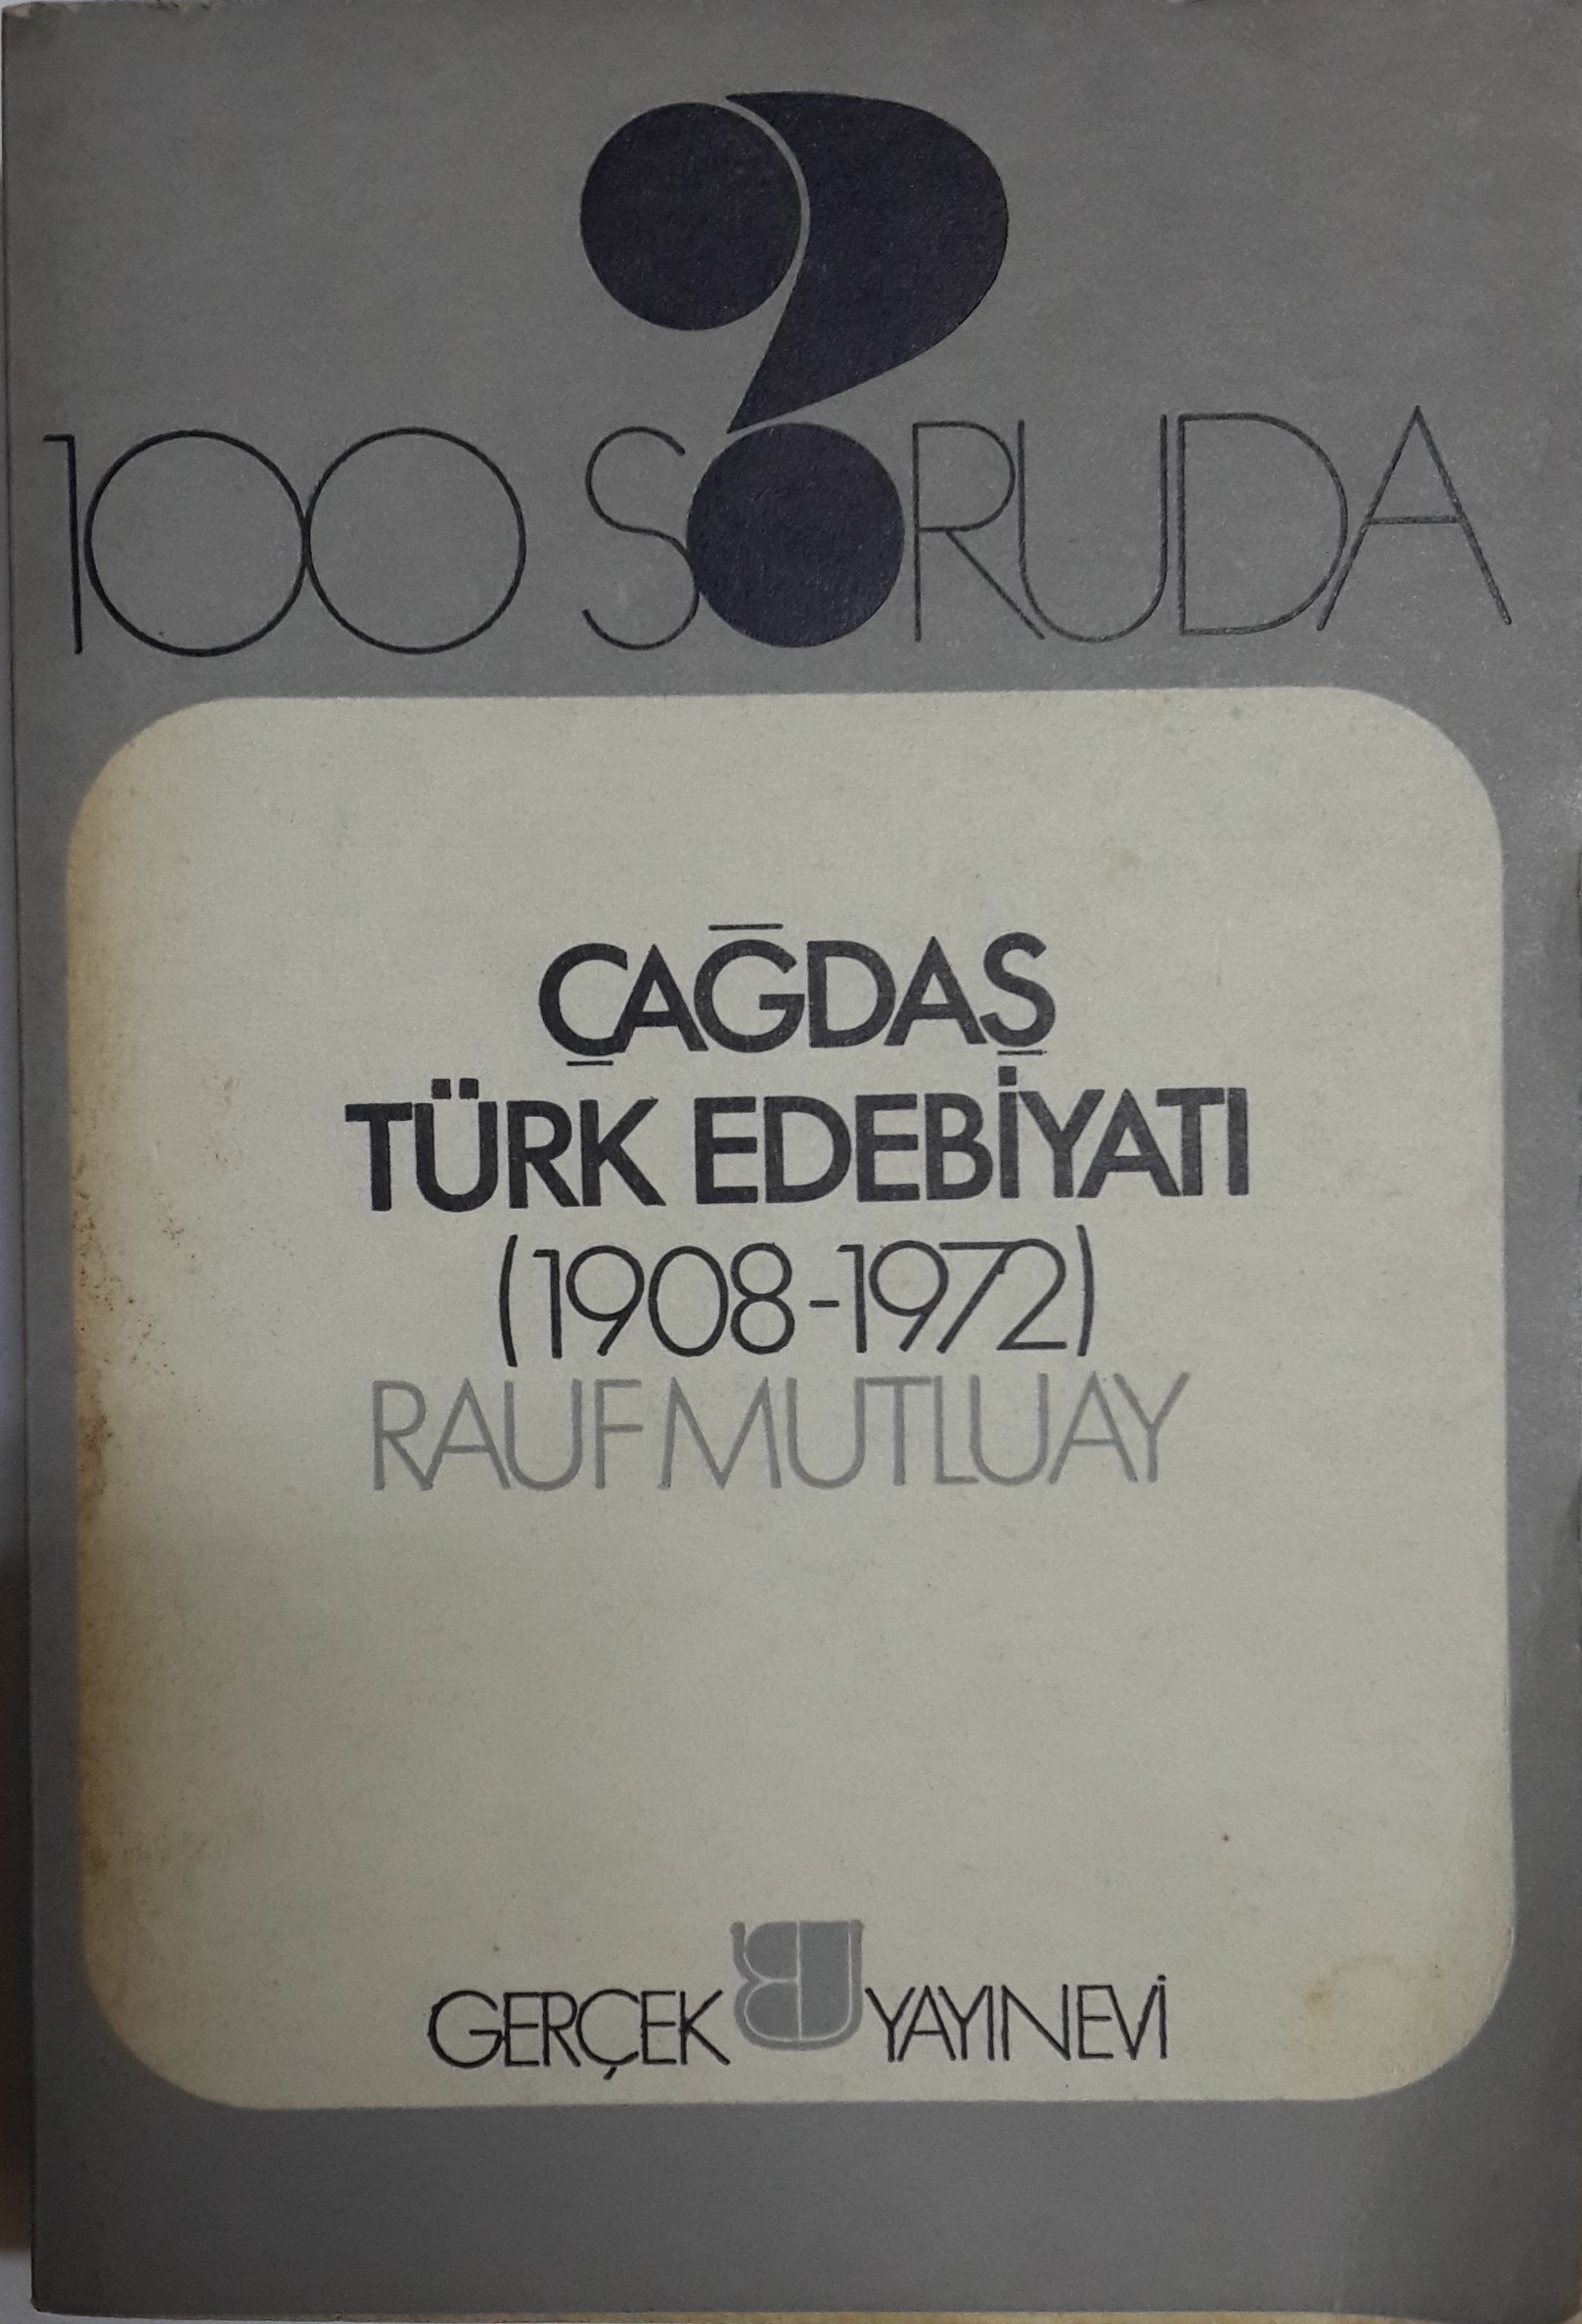 100 SORUDA
ÇAĞDAŞ
TÜRK EDEBİYATI
(1908-1972)
RAUF MUTLUAY
GERÇEK YAYINEVİ